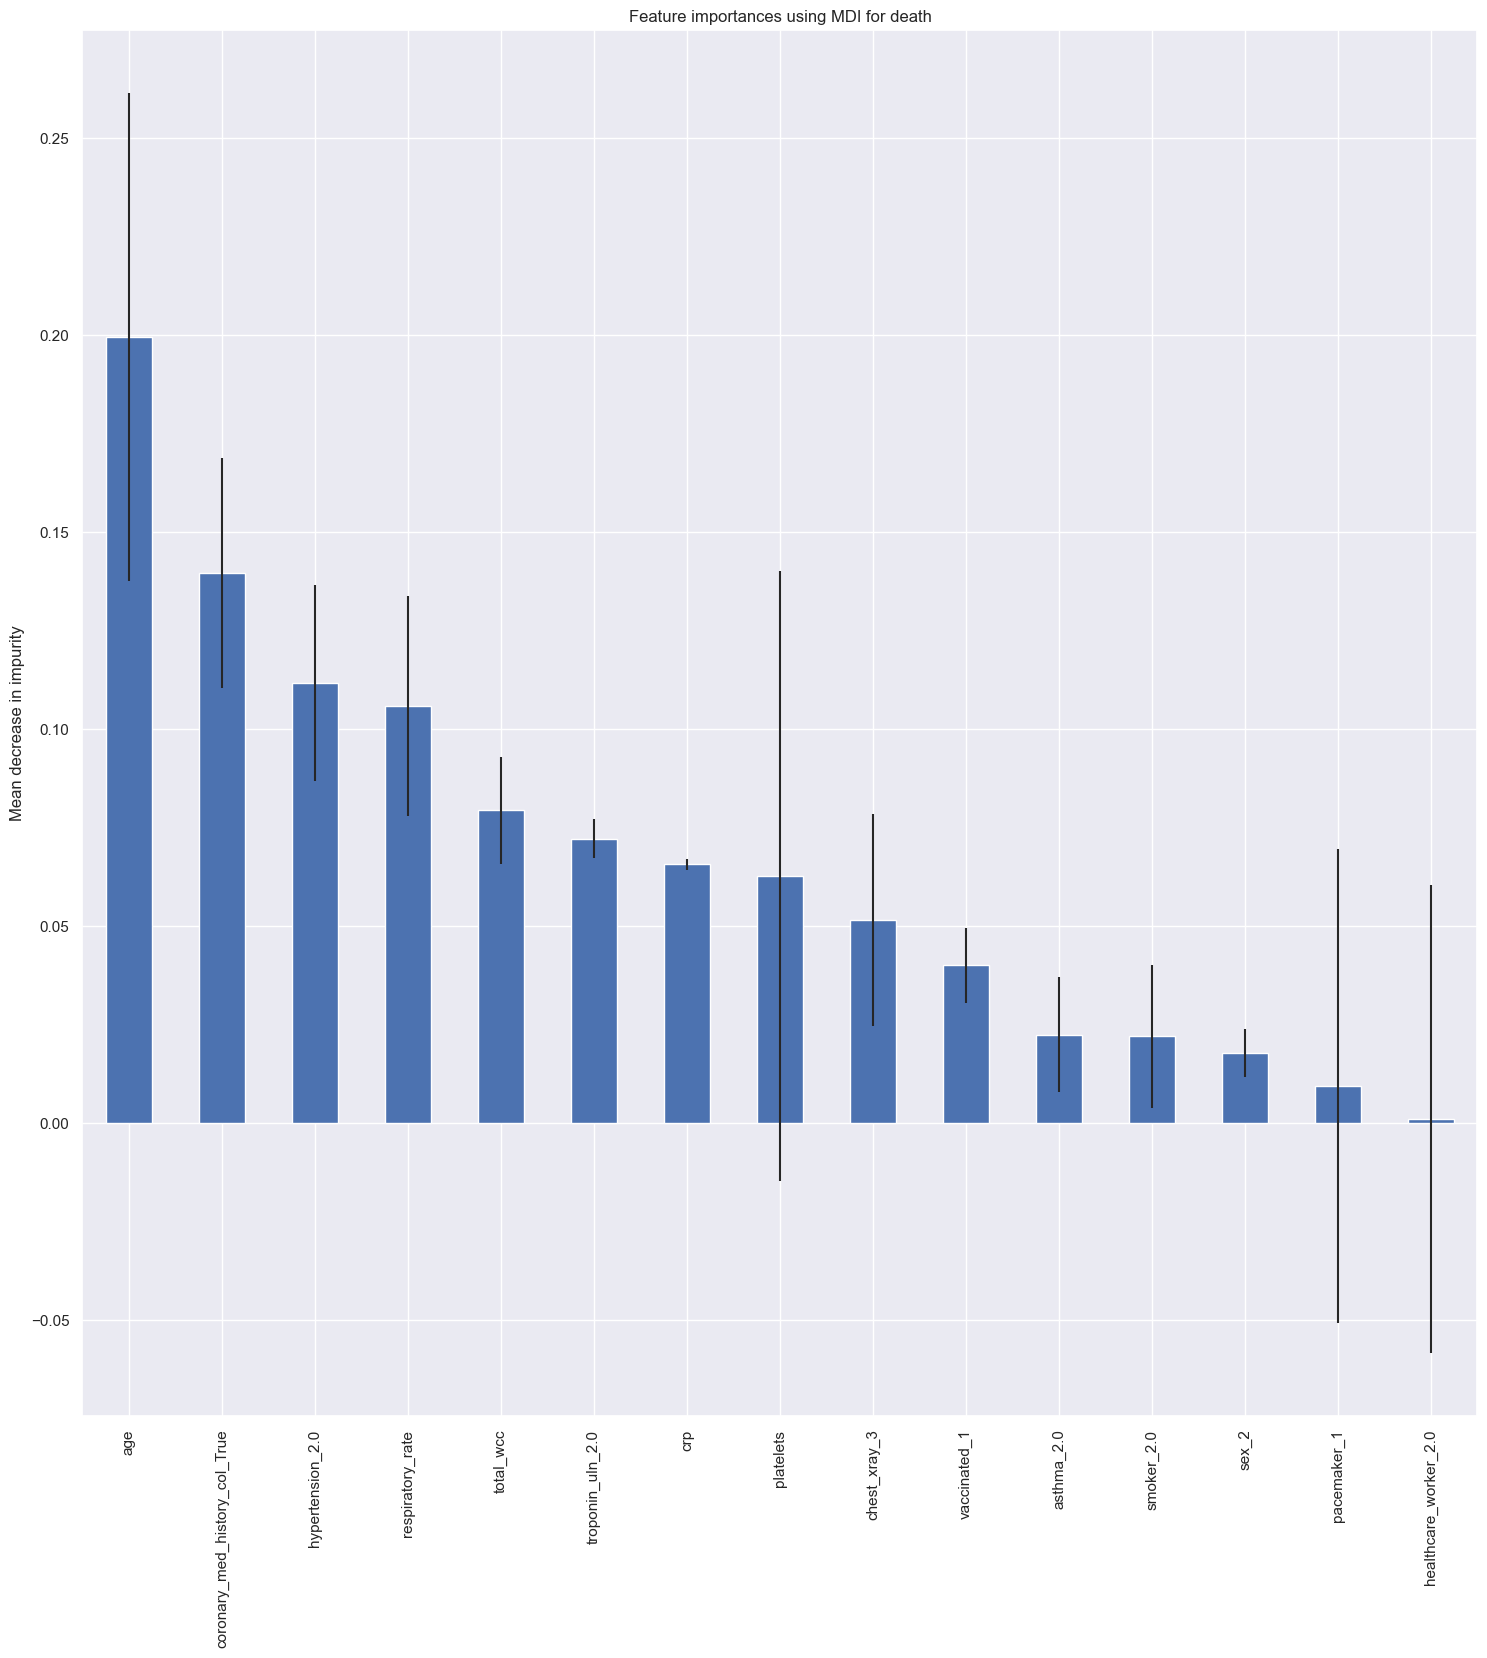 Feature importances using MDI for death
Mean decrease in impurity
0.25
0.20
0.15
0.10
0.05
0.00
−0.05
age
coronary_med_history_col_True
hypertension_2.0
respiratory_rate
total_wcc
troponin_uln_2.0
crp
platelets
chest_xray_3
vaccinated_1
asthma_2.0
smoker_2.0
sex_2
pacemaker_1
healthcare_worker_2.0